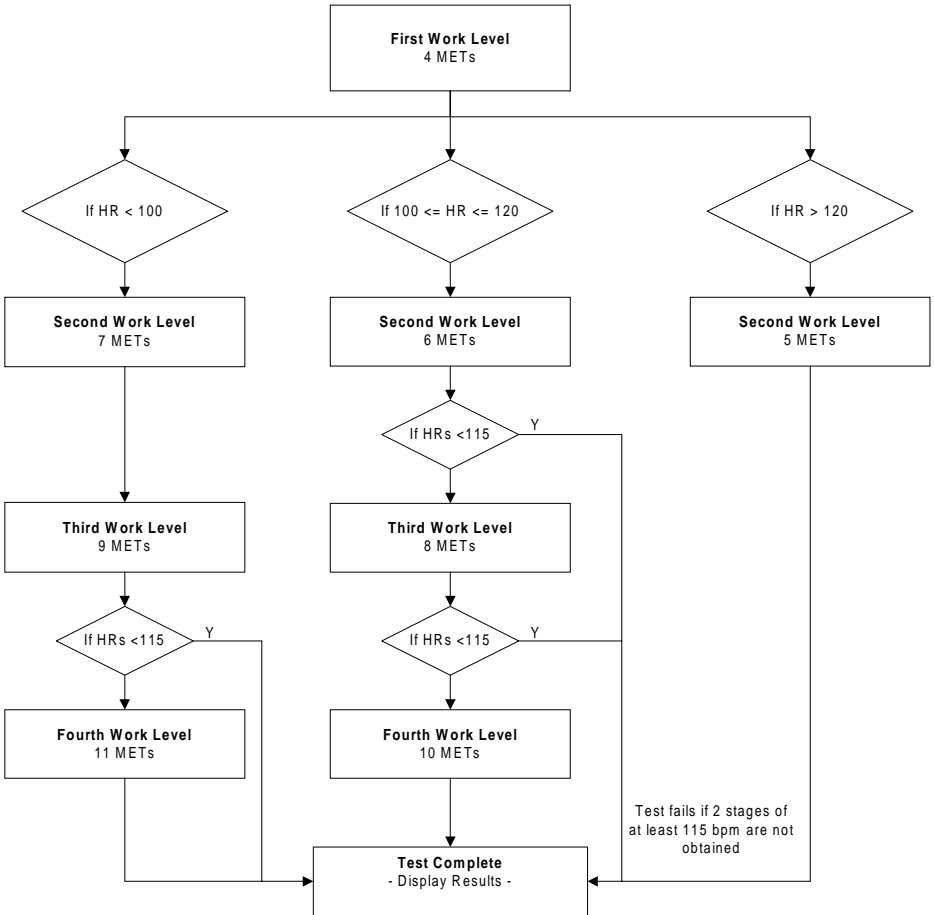 First Work Level
4 METs
If HR < 100
If 100 <= HR <= 120
If HR > 120
Second Work Level
7 METs
Second Work Level
6 METs
Second Work Level
5 METs
If HRs <115
Y
Third Work Level
9 METs
Third Work Level
8 METs
If HRs <115
Y
If HRs <115
Y
Fourth Work Level
11 METs
Fourth Work Level
10 METs
Test fails if 2 stages of
at least 115 bpm are not
obtained
Test Complete
- Display Results -